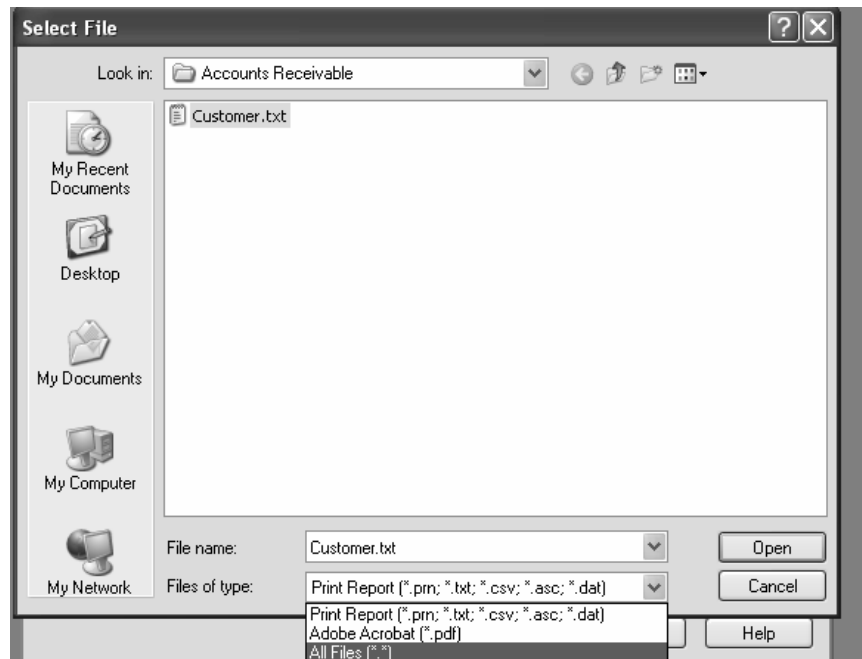 Select File
Look in: Accounts Receivable
Customer.txt
My Recent
Documents
Desktop
My Documents
My Computer
My Network
File name: Customer.txt Open
Files of type: Print Report (*.prn; *.txt; *.csv; *.asc; *.dat) Cancel
Print Report (*.prn; *.txt; *.csv; *.asc; *.dat)
Adobe Acrobat (*.pdf)
All Files (*.*)
Help